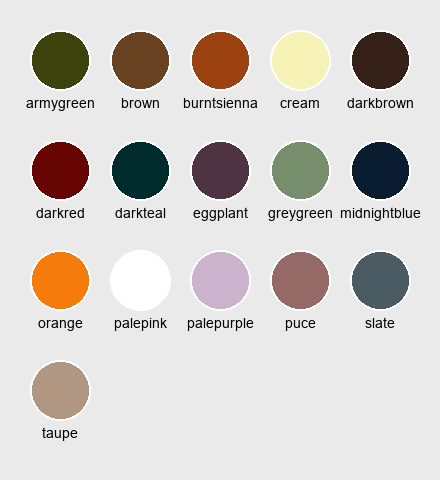 armygreen brown burntsienna cream darkbrown
darkred darkteal eggplant greygreen midnightblue
orange palepink palepurple puce slate
taupe